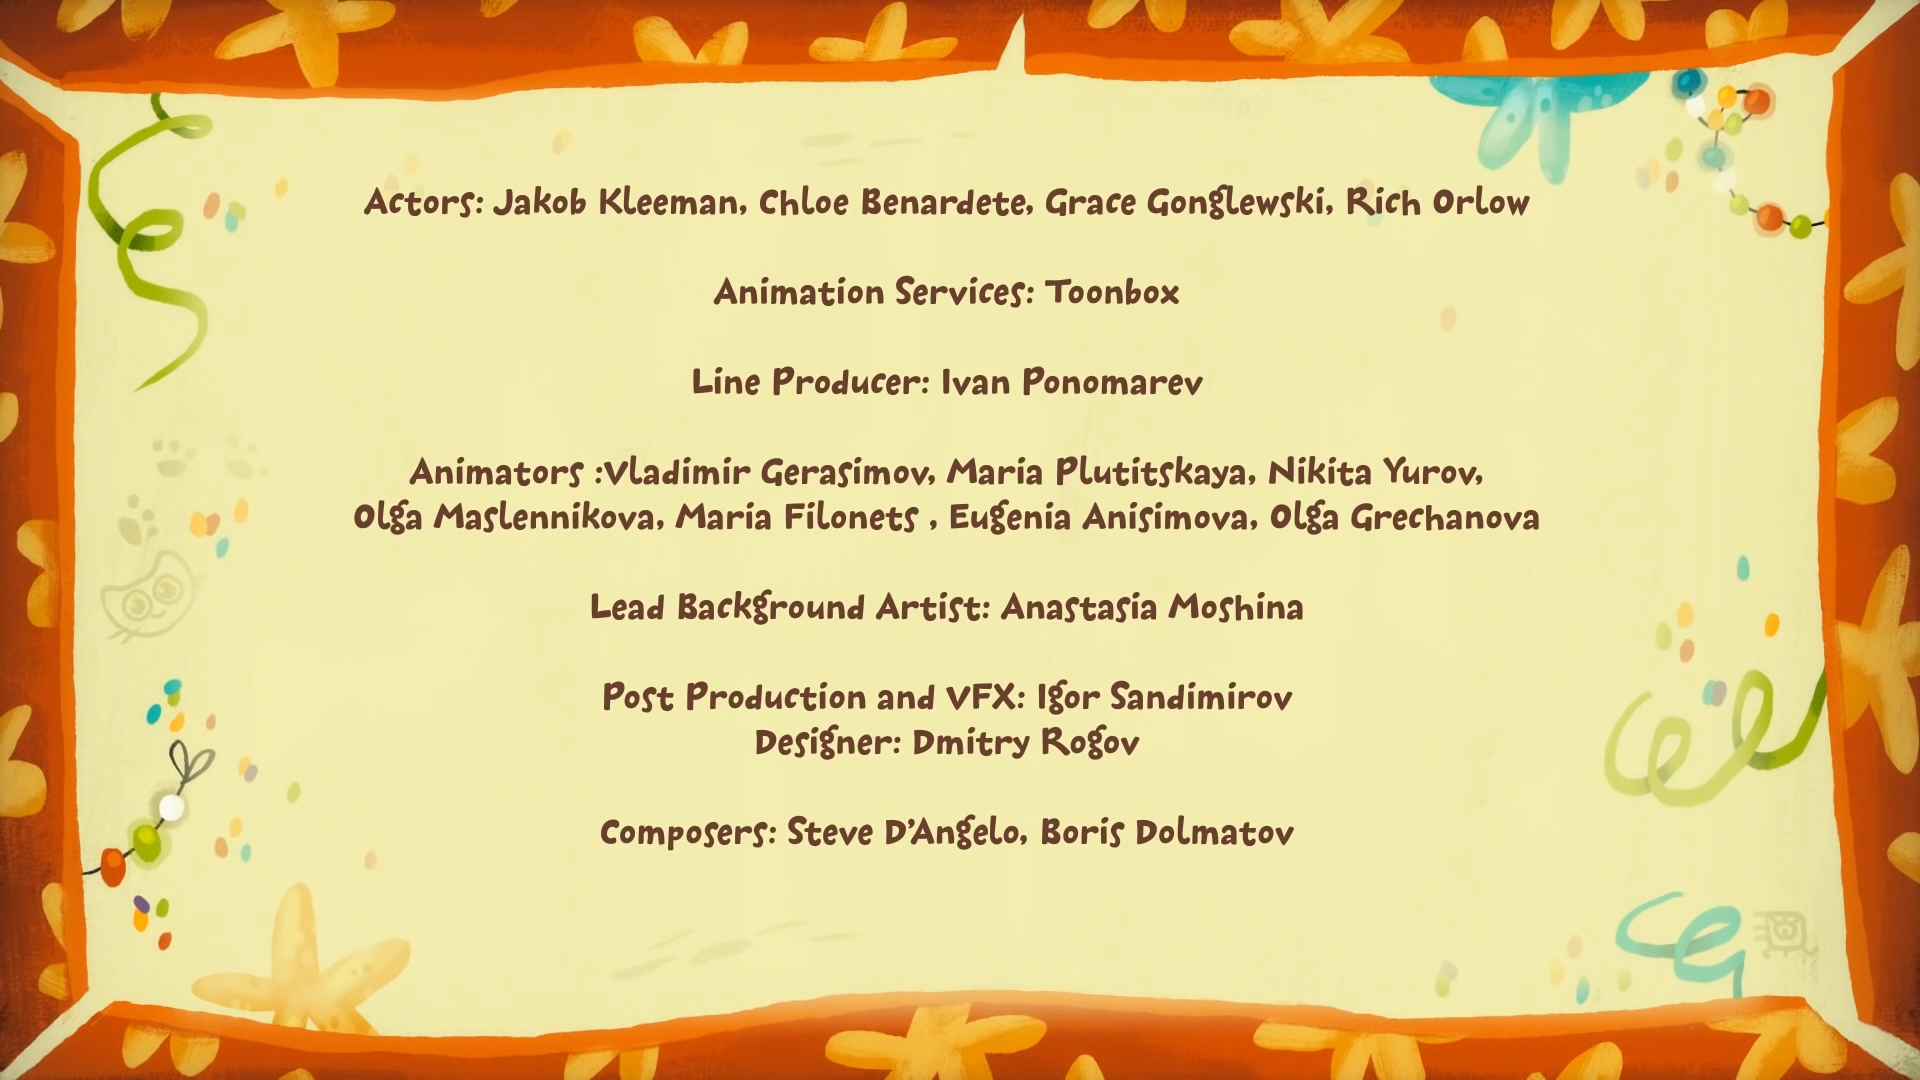 Actors: Jakob Kleeman, Chloe Benardete, Grace Gonglewski, Rich Orlow
Animation Services: Toonbox
Line Producer: Ivan Ponomarev
Animators :Vladimir Gerasimov, Maria Plutitskaya, Nikita Yurov,
Olga Maslennikova, Maria Filonets , Eugenia Anisimova, Olga Grechanova
Lead Background Artist: Anastasia Moshina
Post Production and VFX: Igor Sandimirov
Designer: Dmitry Rogov
Composers: Steve D’Angelo, Boris Dolmatov